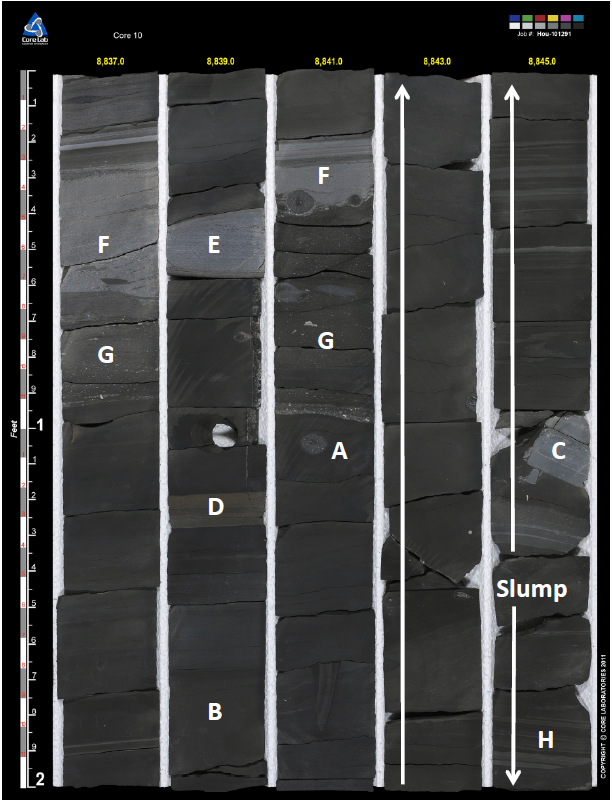 Core Lab
Core 10
Job #: Hou-101291
8,837.0
8,839.0
8,841.0
8,843.0
8,845.0
1
2
3
4
5
6
7
8
9
1
1
2
3
4
5
6
7
8
9
2
Feet
F
G
E
D
B
F
G
A
C
Slump
H
COPYRIGHT © CORE LABORATORIES 2011